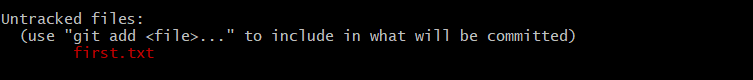 Untracked files:
  (use "git add <file>..." to include in what will be committed)
        first.txt